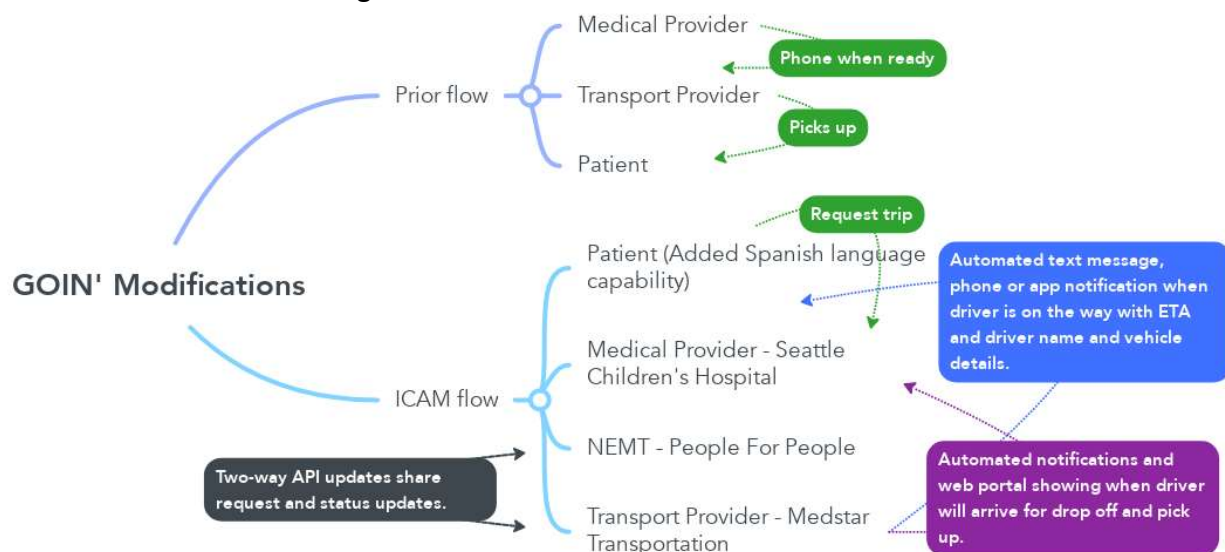 Medical Provider
Phone when ready
Prior flow
Transport Provider
Picks up
Patient
Request trip
Patient (Added Spanish language
capability)
GOIN' Modifications
Automated text message,
phone or app notification when
driver is on the way with ETA
and driver name and vehicle
details.
Medical Provider - Seattle
Children's Hospital
ICAM flow
NEMT - People For People
Two-way API updates share
request and status updates.
Automated notifications and
web portal showing when driver
will arrive for drop off and pick
up.
Transport Provider - Medstar
Transportation